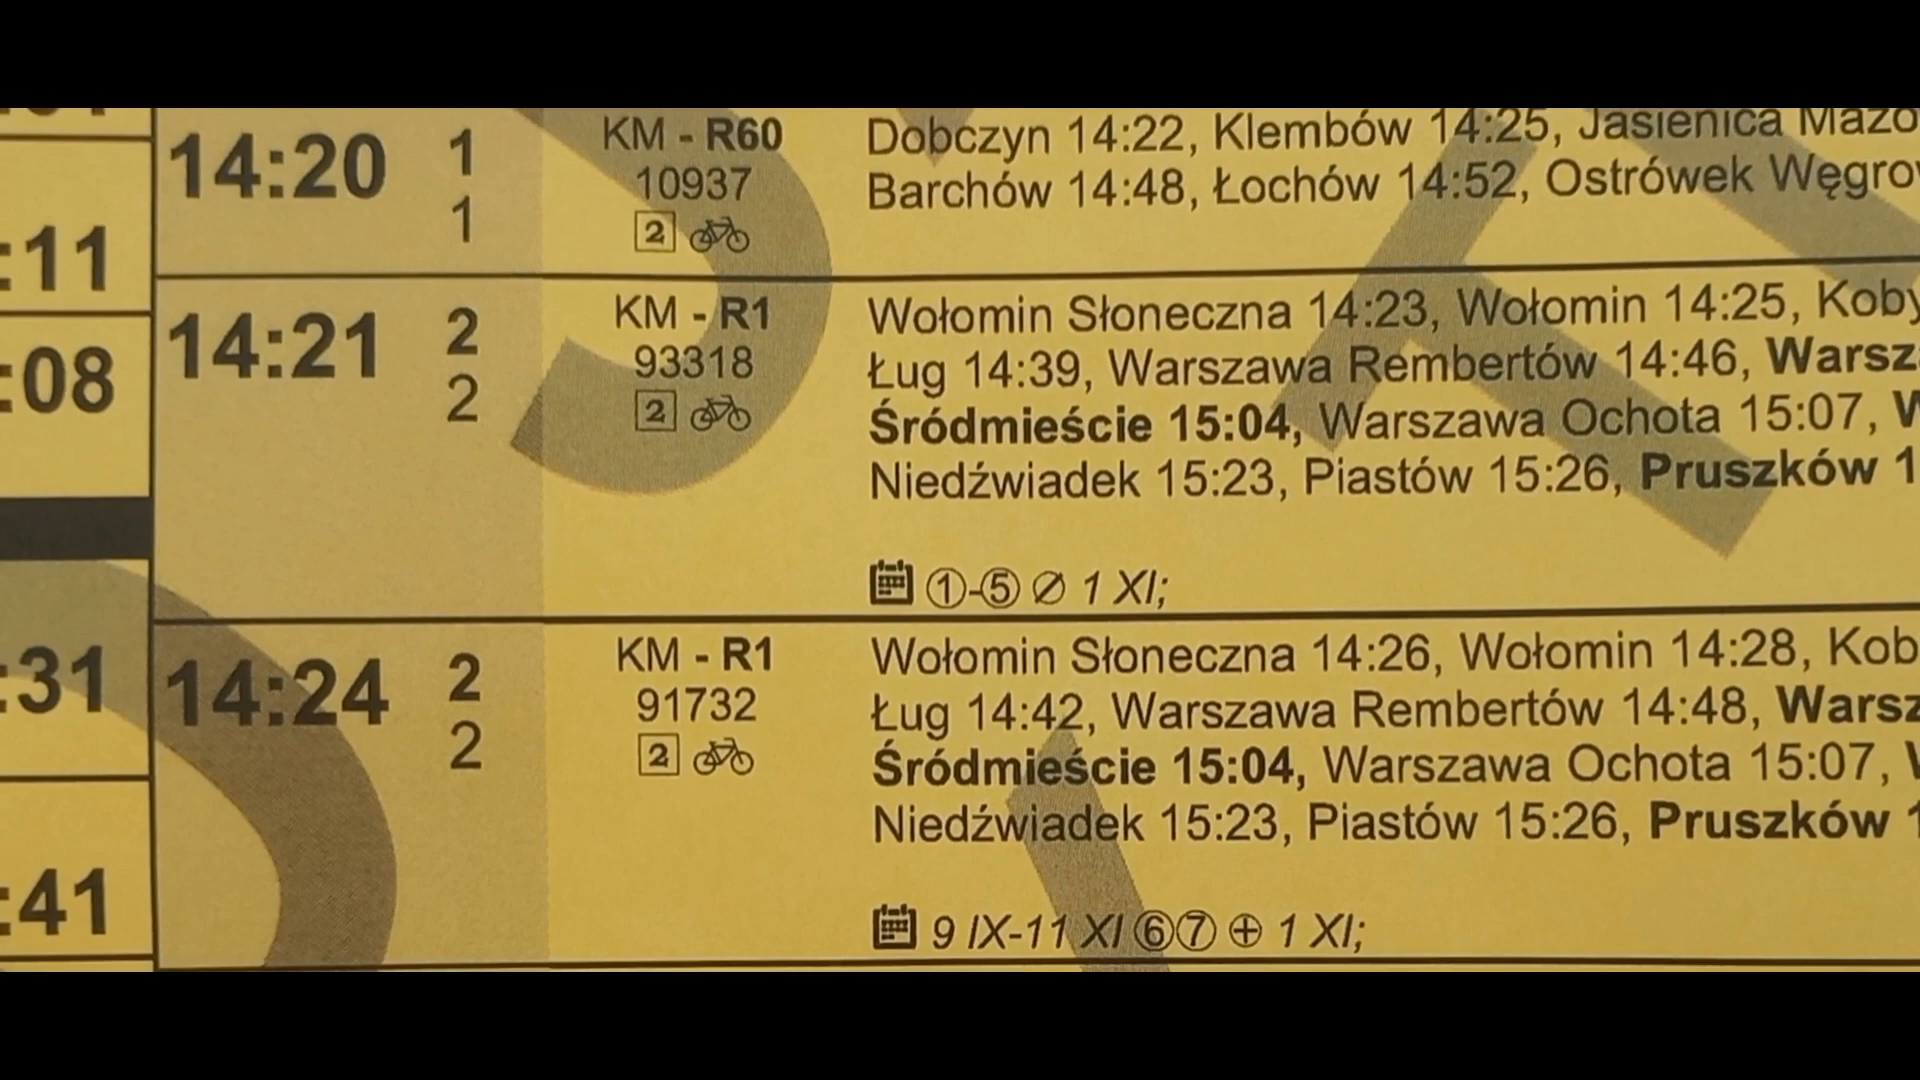 :11
:08
:31
:41
14:20 1 KM - R60 Dobczyn 14:22, Klembów 14:25, Jasienica
1 10937 Barchów 14:48, Łochów 14:52, Ostrówek
2
14:21 2 KM - R1 Wołomin Słoneczna 14:23, Wołomin 14:25,
2 93318 Ług 14:39, Warszawa Rembertów 14:46,
2 Śródmieście 15:04, Warszawa Ochota 15:07,
Niedźwiadek 15:23, Piastów 15:26, Pruszków 1
①-⑤ ∅ 1 XI;
14:24 2 KM - R1 Wołomin Słoneczna 14:26, Wołomin 14:28,
2 91732 Ług 14:42, Warszawa Rembertów 14:48,
2 Śródmieście 15:04, Warszawa Ochota 15:07,
Niedźwiadek 15:23, Piastów 15:26, Pruszków 1
9 IX-11 XI ⑥⑦ ⊕ 1 XI;